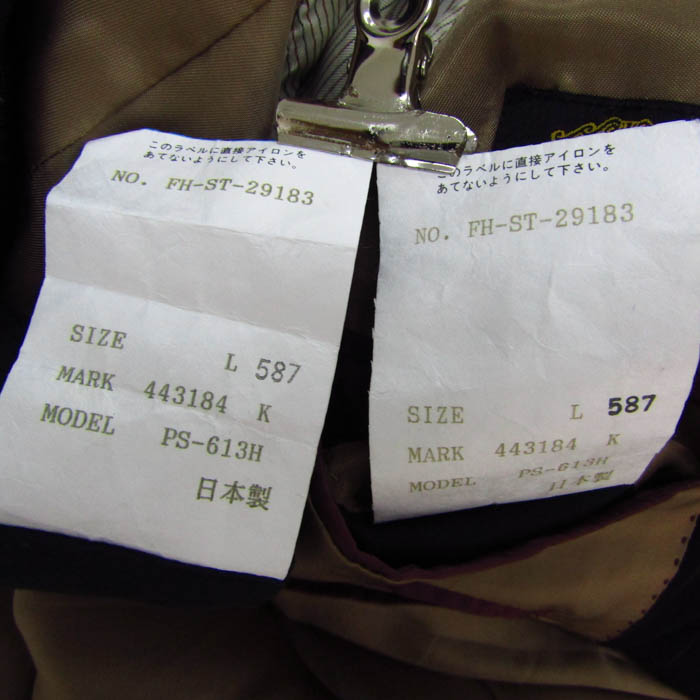 このラベルに直接アイロンを
あてないようにして下さい。
NO. FH-ST-29183
SIZE L 587
MARK 443184 K
MODEL PS-613H
日本製
このラベルに直接アイロンを
あてないようにして下さい。
NO. FH-ST-29183
SIZE L 587
MARK 443184 K
MODEL PS-613H
日本製